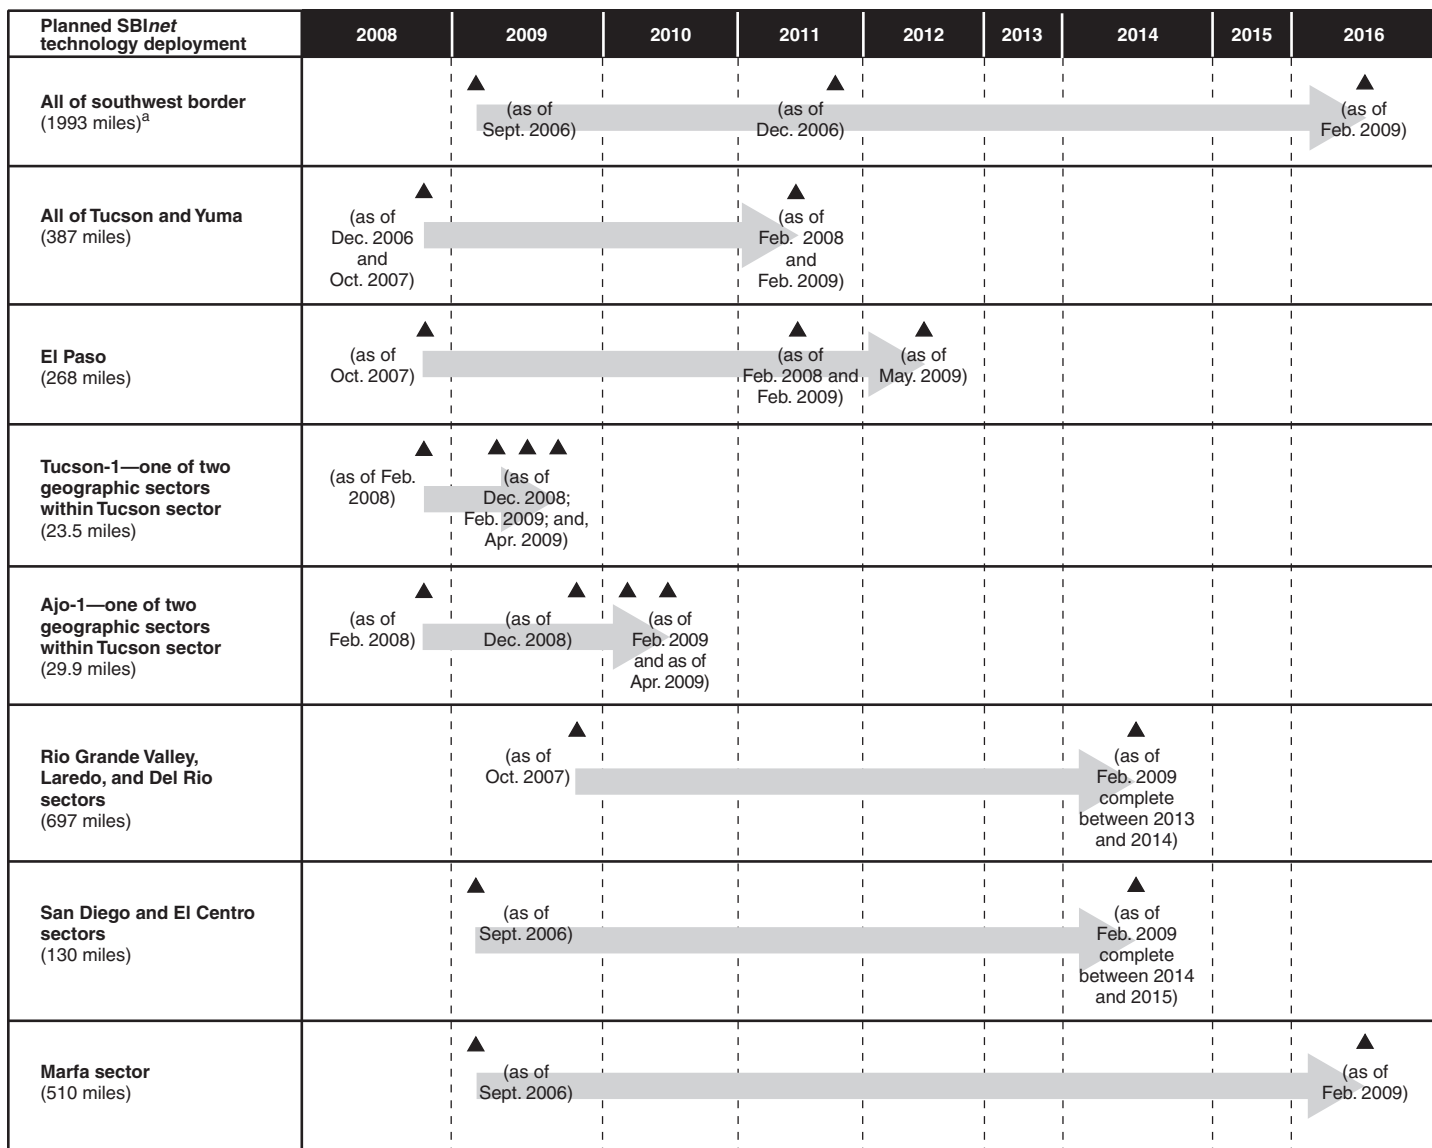 Planned SBInet
technology deployment
2008 2009 2010 2011 2012 2013 2014 2015 2016
All of southwest border
(1993 miles)a
(as of
Sept. 2006)
(as of
Dec. 2006)
(as of
Feb. 2009)
All of Tucson and Yuma
(387 miles)
(as of
Dec. 2006
and
Oct. 2007)
(as of
Feb. 2008
and
Feb. 2009)
El Paso
(268 miles)
(as of
Oct. 2007)
(as of
Feb. 2008 and
Feb. 2009)
(as of
May. 2009)
Tucson-1—one of two
geographic sectors
within Tucson sector
(23.5 miles)
(as of Feb.
2008)
(as of
Dec. 2008;
Feb. 2009; and,
Apr. 2009)
Ajo-1—one of two
geographic sectors
within Tucson sector
(29.9 miles)
(as of
Feb. 2008)
(as of
Dec. 2008)
(as of
Feb. 2009
and as of
Apr. 2009)
Rio Grande Valley,
Laredo, and Del Rio
sectors
(697 miles)
(as of
Oct. 2007)
(as of
Feb. 2009
complete
between 2013
and 2014)
San Diego and El Centro
sectors
(130 miles)
(as of
Sept. 2006)
(as of
Feb. 2009
complete
between 2014
and 2015)
Marfa sector
(510 miles)
(as of
Sept. 2006)
(as of
Feb. 2009)